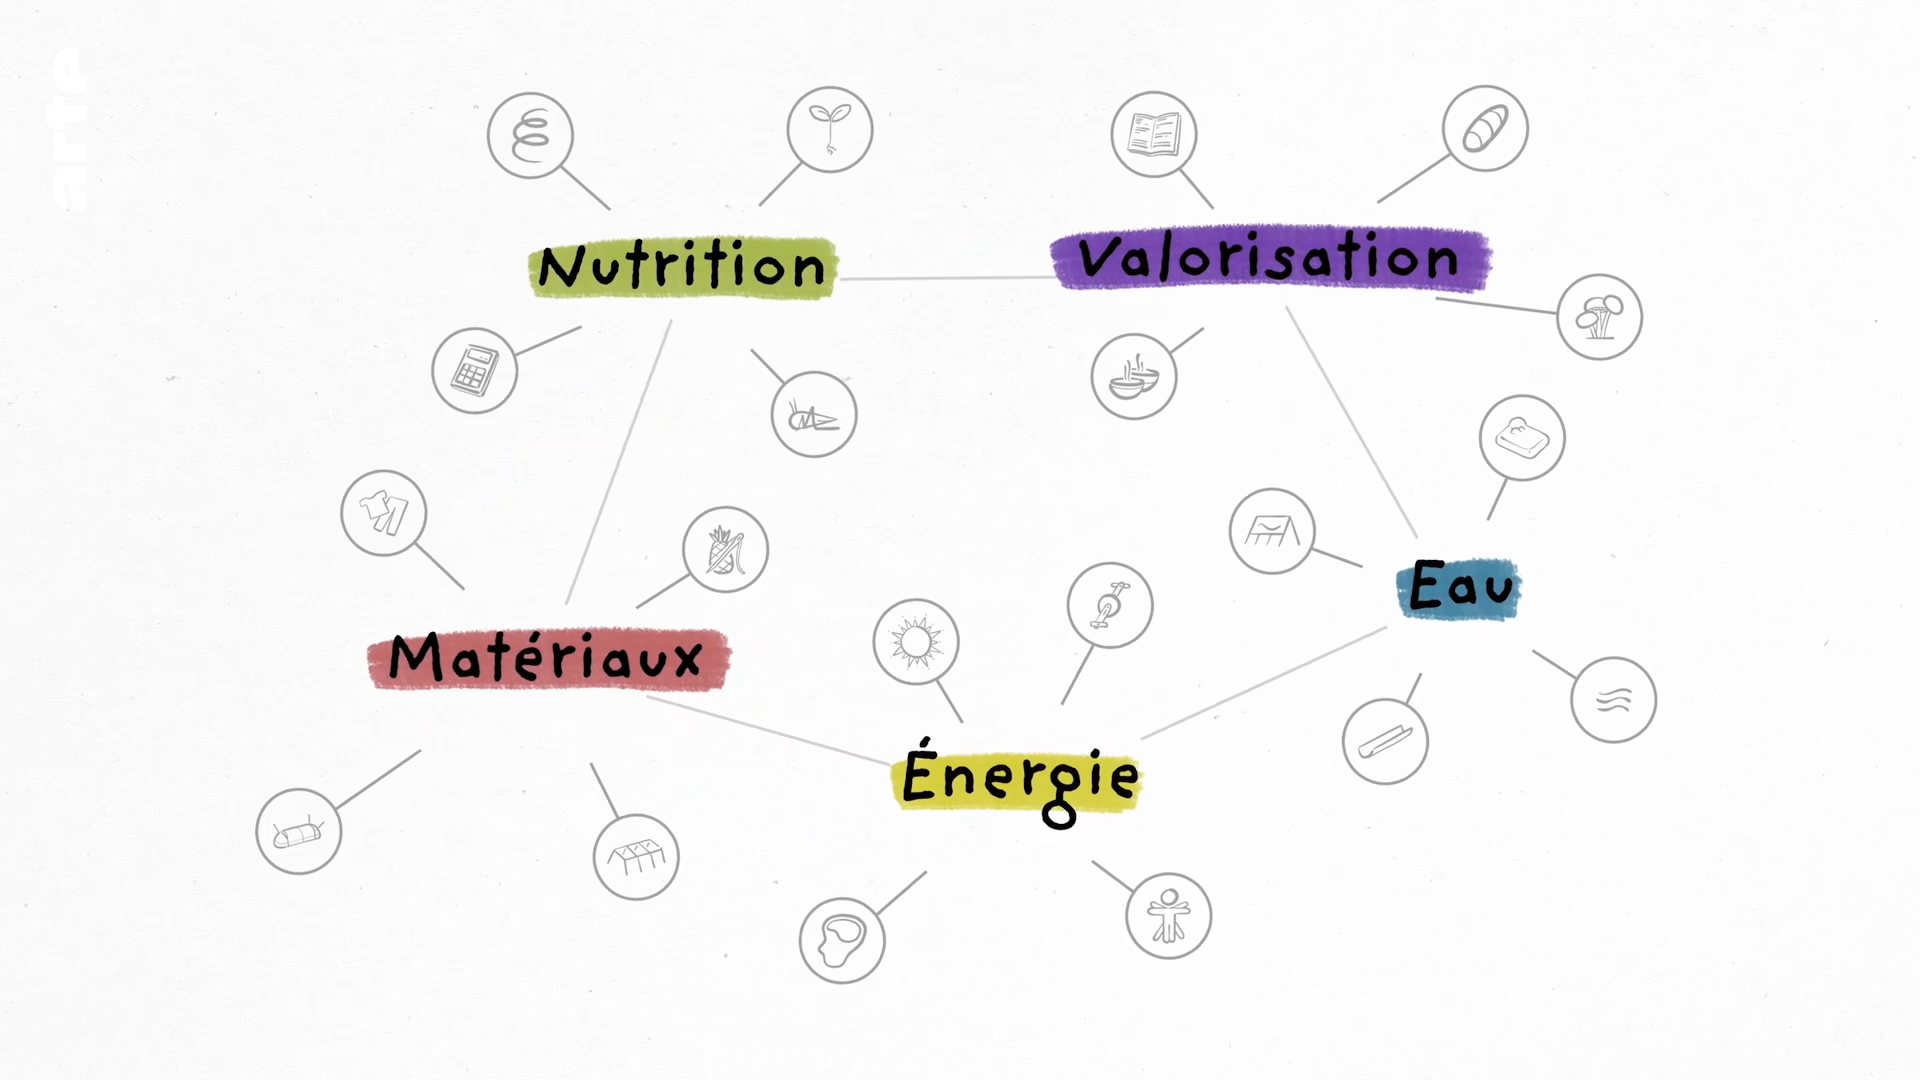 arte
Nutrition
Valorisation
Eau
Matériaux
Énergie